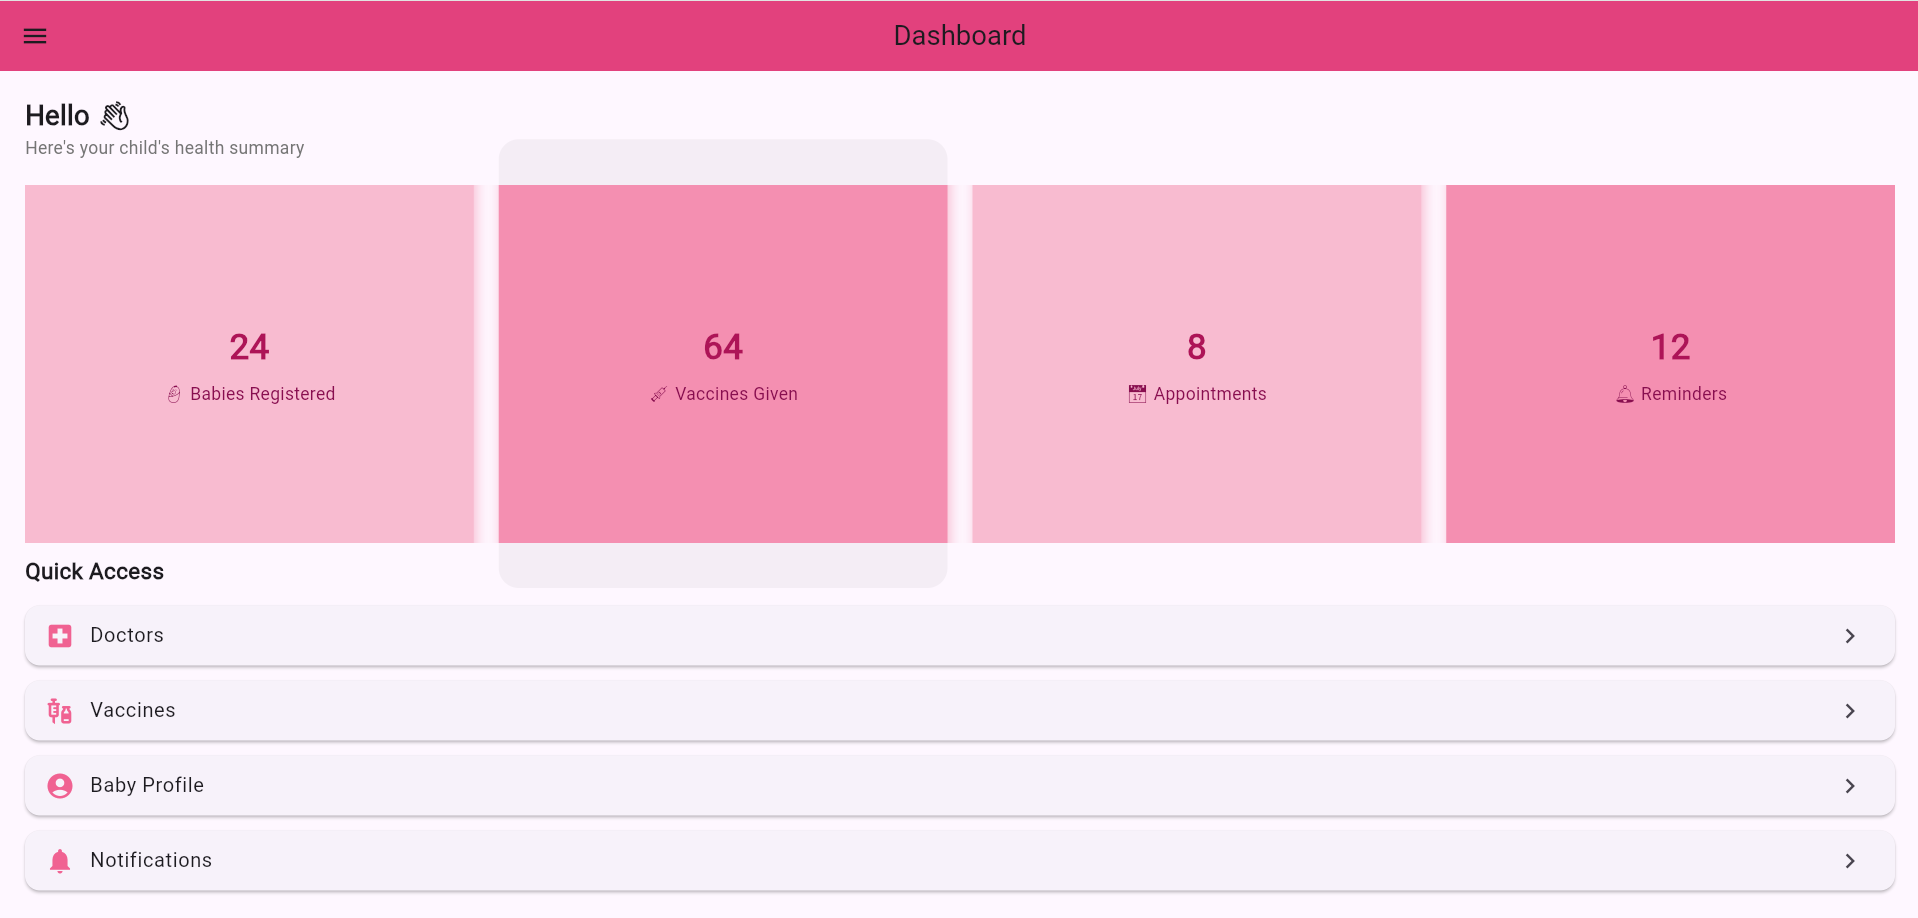 Dashboard
Hello 👋
Here's your child's health summary
24
Babies Registered
64
Vaccines Given
8
17 Appointments
12
Reminders
Quick Access
Doctors
Vaccines
Baby Profile
Notifications